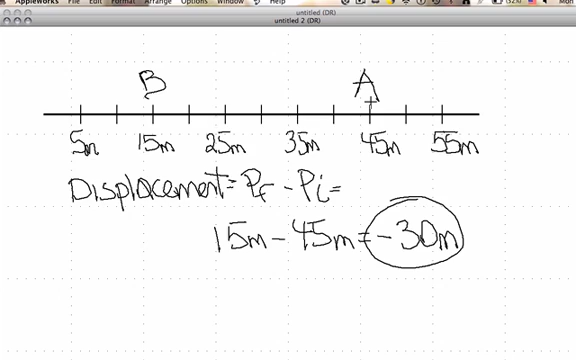 AppleWorks File Edit Format Arrange Options Window Help
untitled (DR)
untitled 2 (DR)
B A
5m 15m 25m 35m 45m 55m
Displacement = Pf - Pi =
15m - 45m = -30m